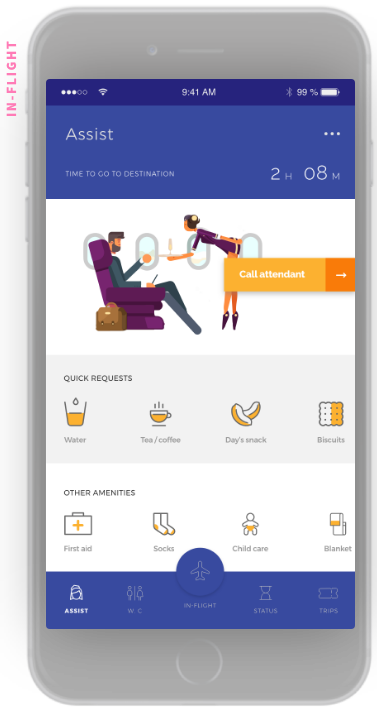 IN-FLIGHT
9:41 AM
99 %
Assist
TIME TO GO TO DESTINATION
2 H 08 M
Call attendant
QUICK REQUESTS
Water
Tea / coffee
Day's snack
Biscuits
OTHER AMENITIES
First aid
Socks
Child care
Blanket
ASSIST
W. C
IN-FLIGHT
STATUS
TRIPS